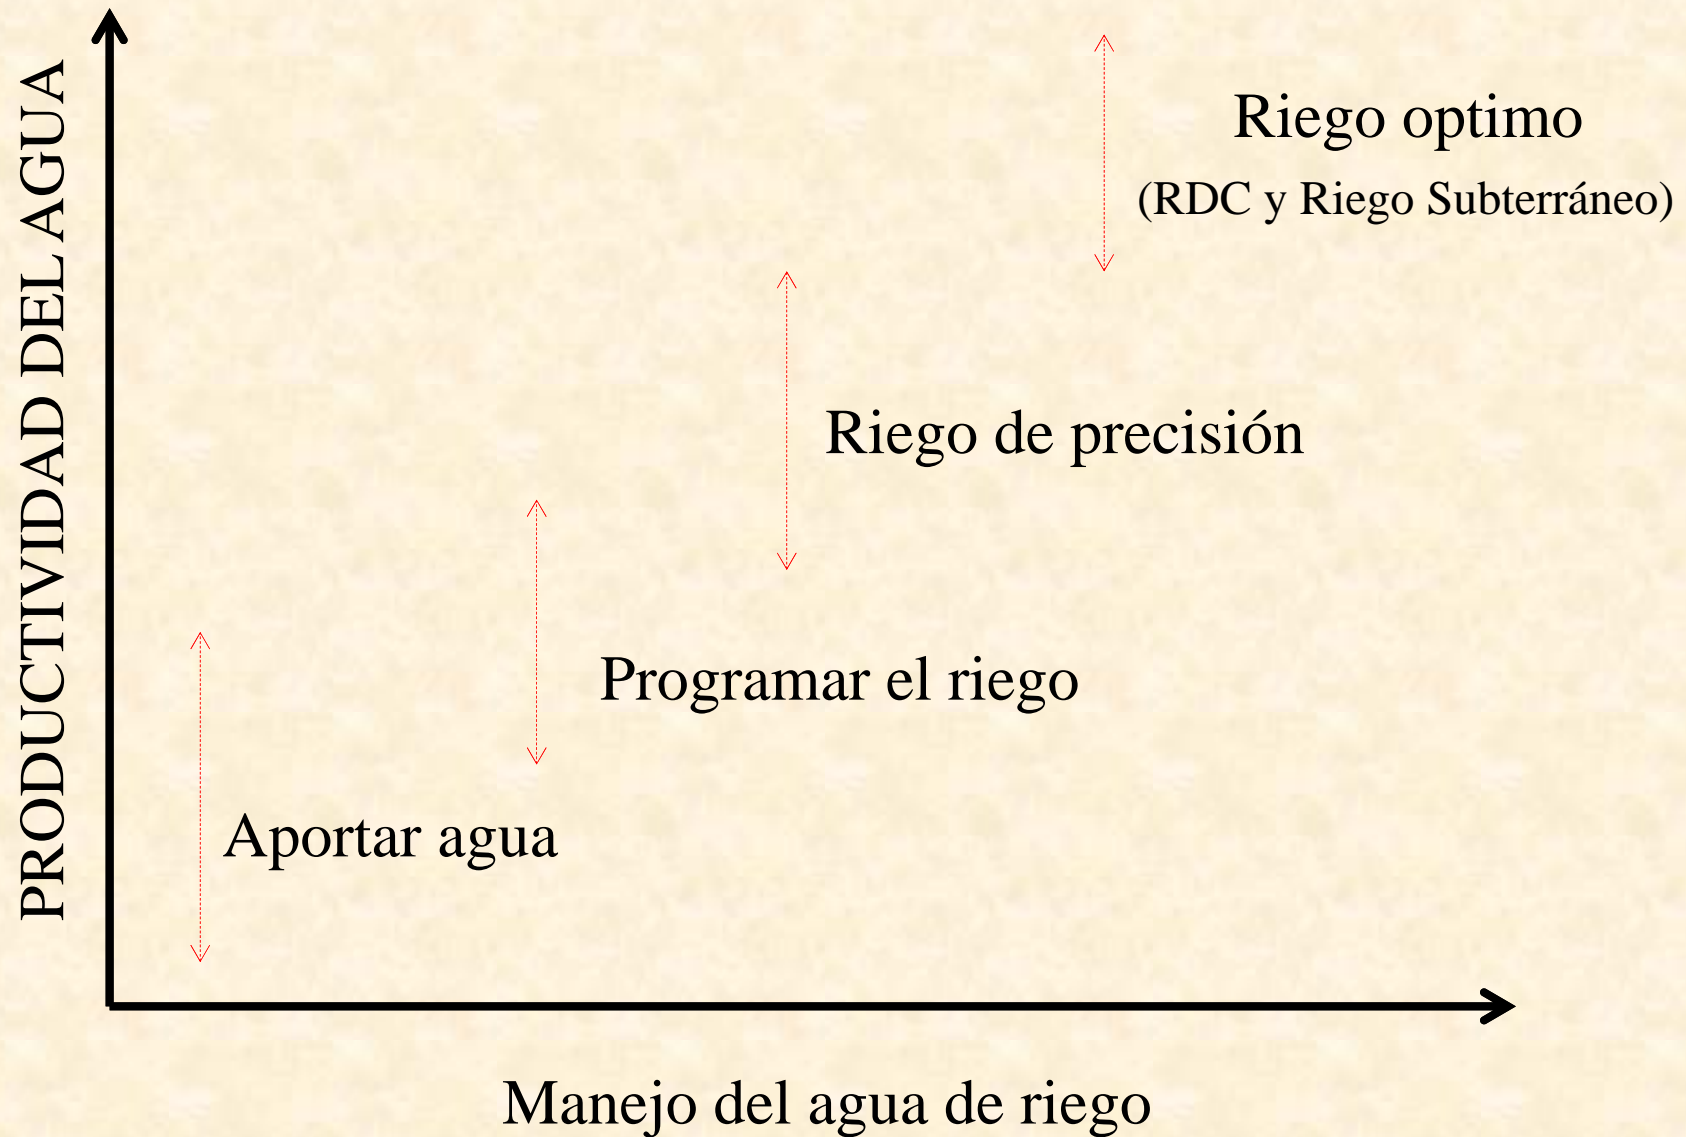 PRODUCTIVIDAD DEL AGUA
Riego optimo
(RDC y Riego Subterráneo)
Riego de precisión
Programar el riego
Aportar agua
Manejo del agua de riego